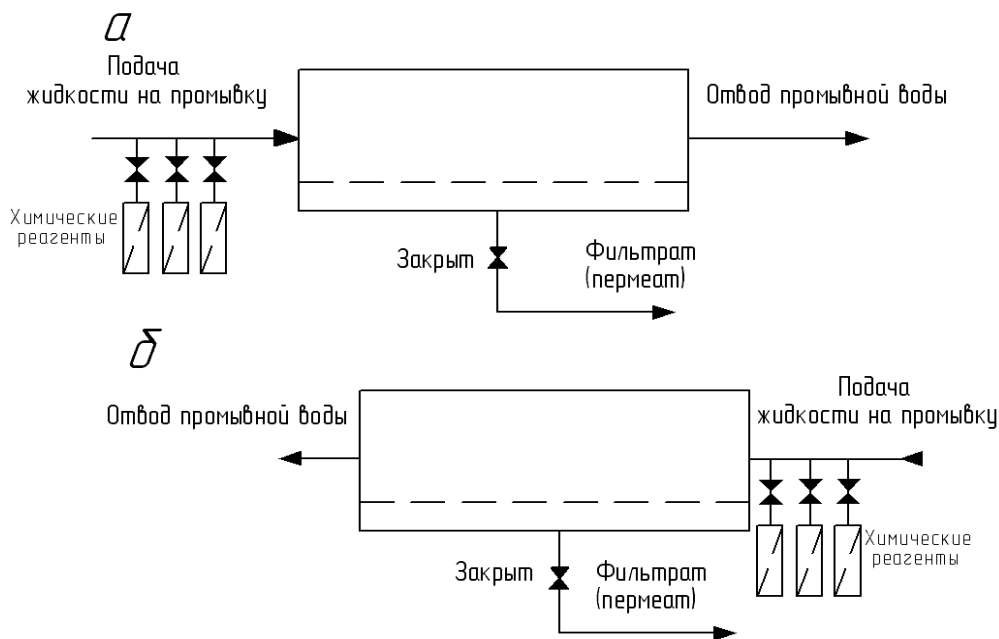 а
Подача
жидкости на промывку
Отвод промывной воды
Химические
реагенты
Закрыт
Фильтрат
(пермеат)
б
Отвод промывной воды
Подача
жидкости на промывку
Химические
реагенты
Закрыт
Фильтрат
(пермеат)